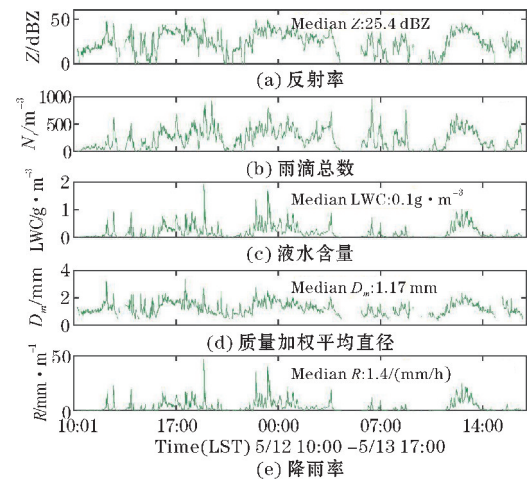 50
0
Z/dBZ
Median Z:25.4 dBZ
(a) 反射率
1000
500
0
N/m⁻³
(b) 雨滴总数
2
1
0
LWC/g·m⁻³
Median LWC:0.1g·m⁻³
(c) 液水含量
4
2
0
Dm/mm
Median Dm:1.17 mm
(d) 质量加权平均直径
50
0
R/mm·m⁻¹
Median R:1.4/(mm/h)
10:01 17:00 00:00 07:00 14:00
Time(LST) 5/12 10:00 –5/13 17:00
(e) 降雨率